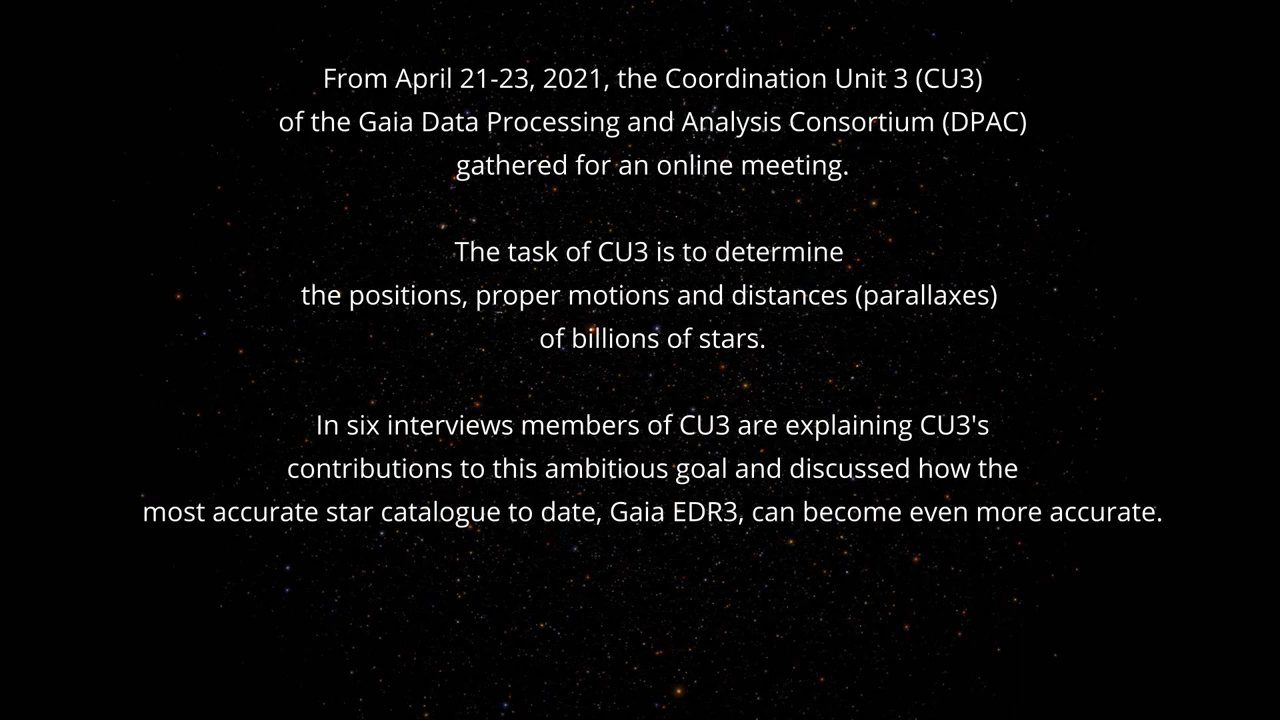 From April 21-23, 2021, the Coordination Unit 3 (CU3)
of the Gaia Data Processing and Analysis Consortium (DPAC)
gathered for an online meeting.
The task of CU3 is to determine
the positions, proper motions and distances (parallaxes)
of billions of stars.
In six interviews members of CU3 are explaining CU3's
contributions to this ambitious goal and discussed how the
most accurate star catalogue to date, Gaia EDR3, can become even more accurate.